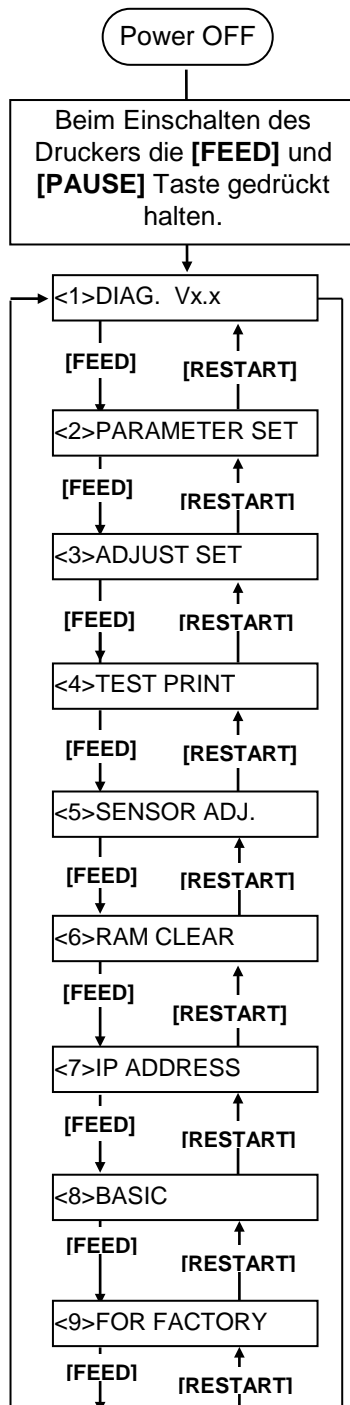 Power OFF
Beim Einschalten des
Druckers die [FEED] und
[PAUSE] Taste gedrückt
halten.
<1>DIAG. Vx.x
[FEED] [RESTART]
<2>PARAMETER SET
[FEED] [RESTART]
<3>ADJUST SET
[FEED] [RESTART]
<4>TEST PRINT
[FEED] [RESTART]
<5>SENSOR ADJ.
[FEED] [RESTART]
<6>RAM CLEAR
[FEED] [RESTART]
<7>IP ADDRESS
[FEED] [RESTART]
<8>BASIC
[FEED] [RESTART]
<9>FOR FACTORY
[FEED] [RESTART]